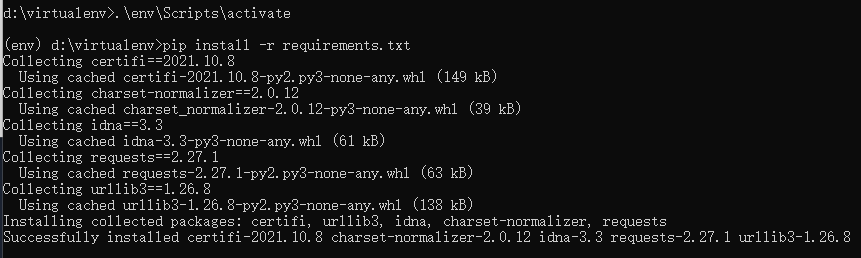 d:\virtualenv>.\env\Scripts\activate
(env) d:\virtualenv>pip install -r requirements.txt
Collecting certifi==2021.10.8
  Using cached certifi-2021.10.8-py2.py3-none-any.whl (149 kB)
Collecting charset-normalizer==2.0.12
  Using cached charset_normalizer-2.0.12-py3-none-any.whl (39 kB)
Collecting idna==3.3
  Using cached idna-3.3-py3-none-any.whl (61 kB)
Collecting requests==2.27.1
  Using cached requests-2.27.1-py2.py3-none-any.whl (63 kB)
Collecting urllib3==1.26.8
  Using cached urllib3-1.26.8-py2.py3-none-any.whl (138 kB)
Installing collected packages: certifi, urllib3, idna, charset-normalizer, requests
Successfully installed certifi-2021.10.8 charset-normalizer-2.0.12 idna-3.3 requests-2.27.1 urllib3-1.26.8